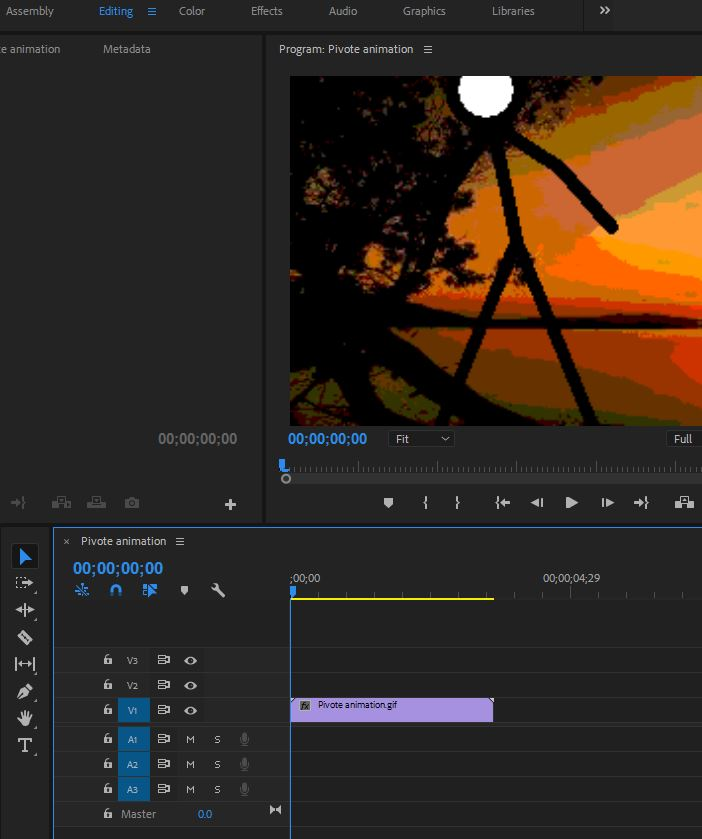 Assembly Editing Color Effects Audio Graphics Libraries
te animation Metadata Program: Pivote animation
00;00;00;00 00;00;00;00 Fit Full
× Pivote animation
00;00;00;00
;00;00 00;00;04;29
V3
V2
V1 fx Pivote animation.gif
A1 M S
A2 M S
A3 M S
Master 0.0
T